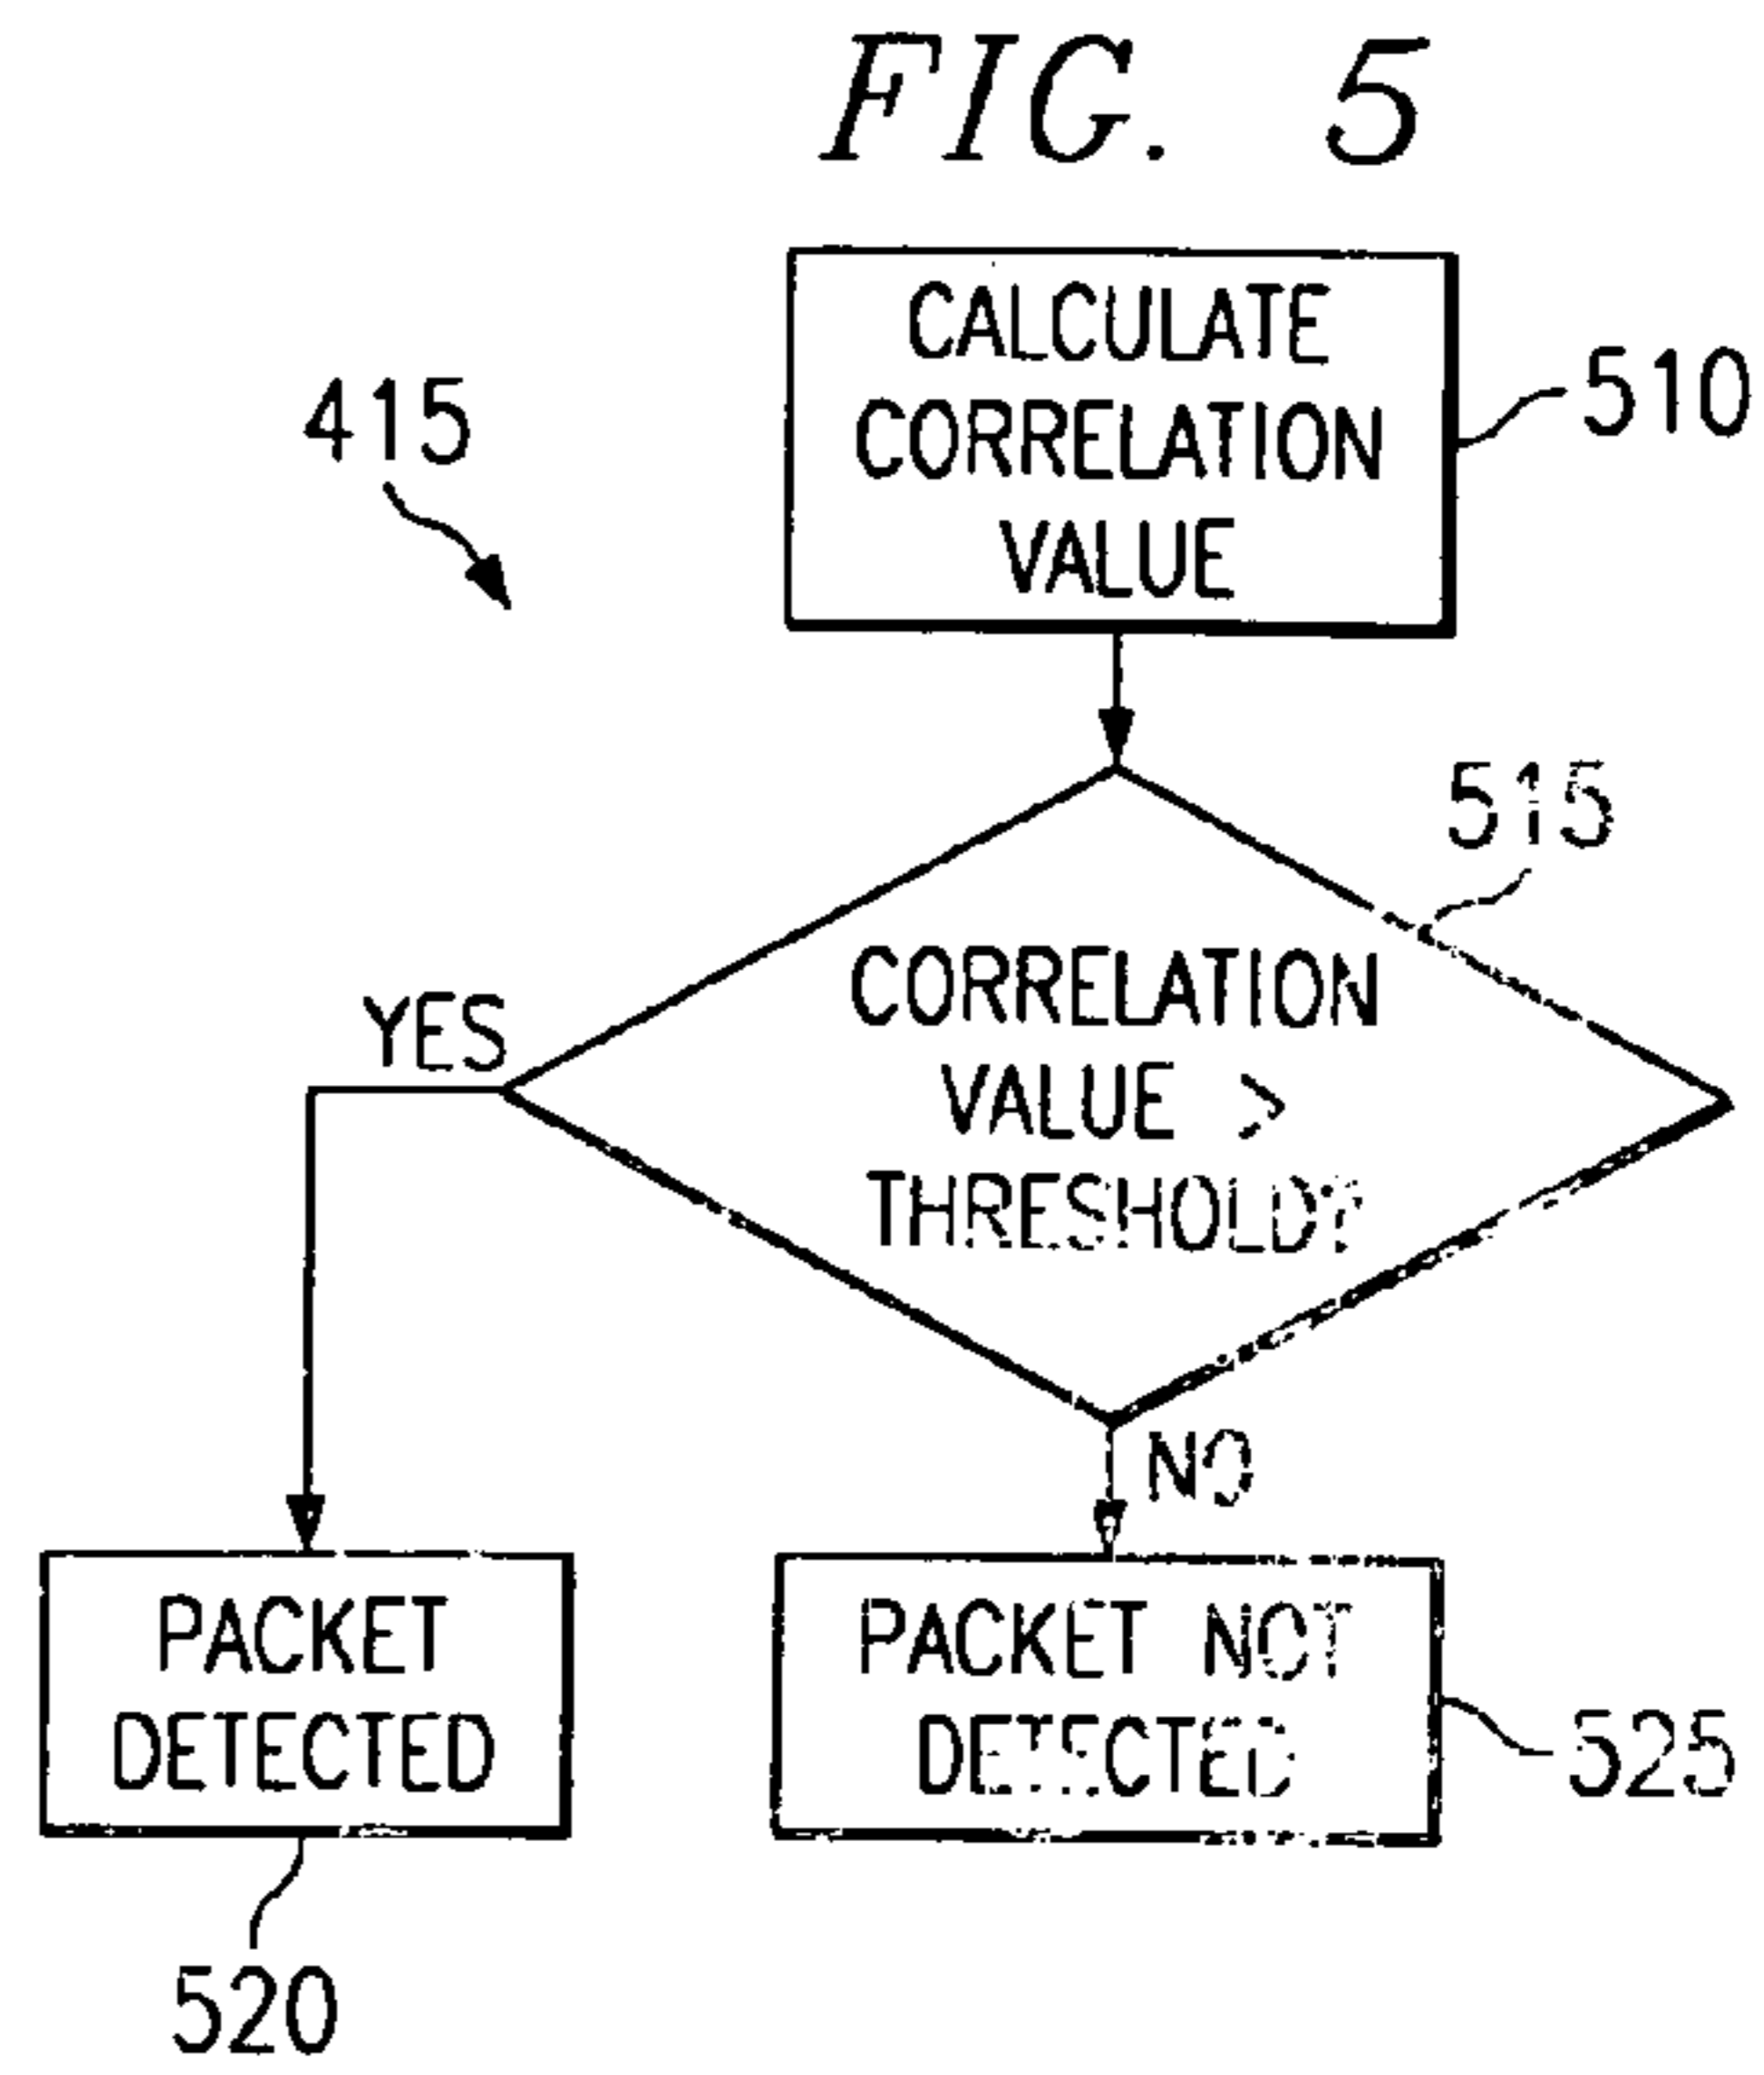 FIG. 5
CALCULATE
CORRELATION
VALUE
510
415
515
CORRELATION
VALUE >
THRESHOLD?
YES
NO
PACKET
DETECTED
PACKET NOT
DETECTED
525
520